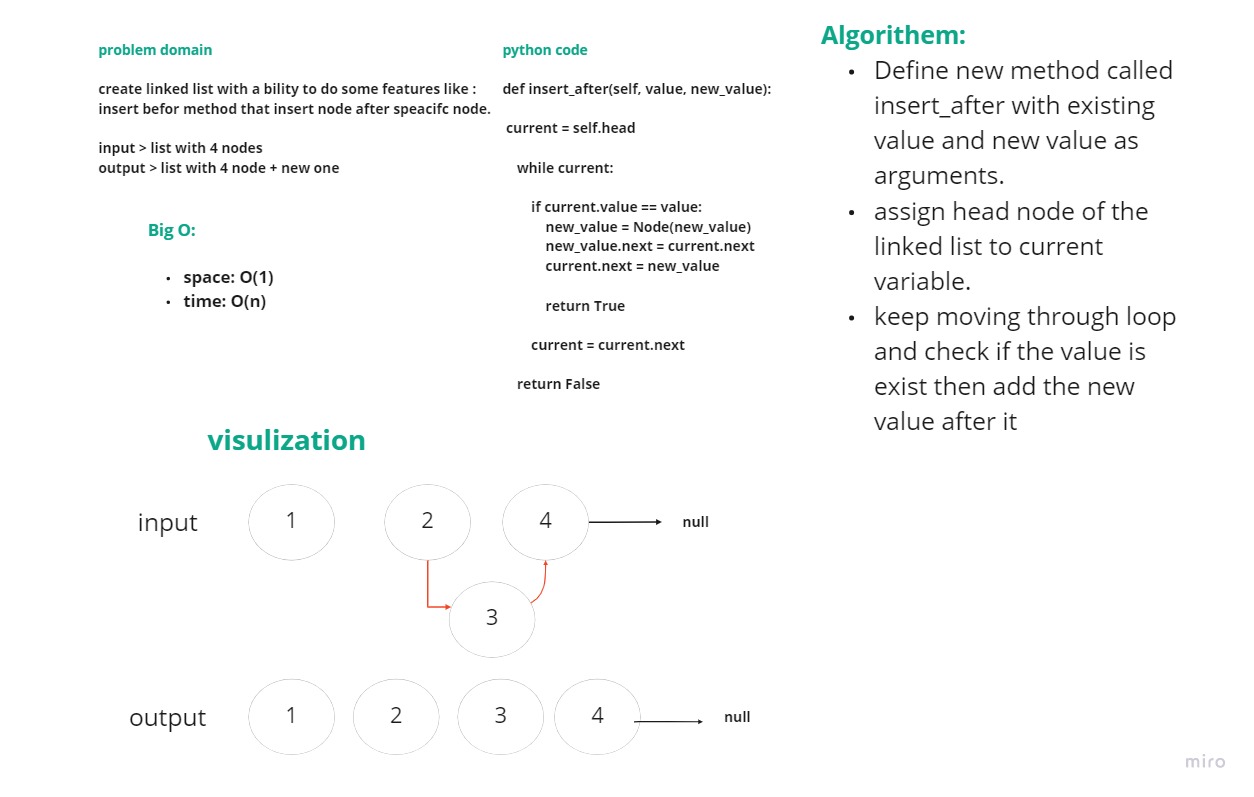 problem domain
create linked list with a bility to do some features like :
insert befor method that insert node after speacifc node.
input > list with 4 nodes
output > list with 4 node + new one
Big O:
• space: O(1)
• time: O(n)
python code
def insert_after(self, value, new_value):
current = self.head
while current:
if current.value == value:
new_value = Node(new_value)
new_value.next = current.next
current.next = new_value
return True
current = current.next
return False
Algorithem:
• Define new method called
insert_after with existing
value and new value as
arguments.
• assign head node of the
linked list to current
variable.
• keep moving through loop
and check if the value is
exist then add the new
value after it
visulization
input 1 2 4 null
3
output 1 2 3 4 null
miro